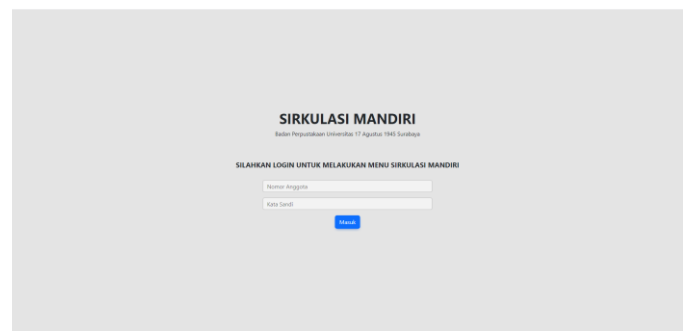 SIRKULASI MANDIRI
Badan Perpustakaan Universitas 17 Agustus 1945 Surabaya
SILAHKAN LOGIN UNTUK MELAKUKAN MENU SIRKULASI MANDIRI
Nomor Anggota
Kata Sandi
Masuk